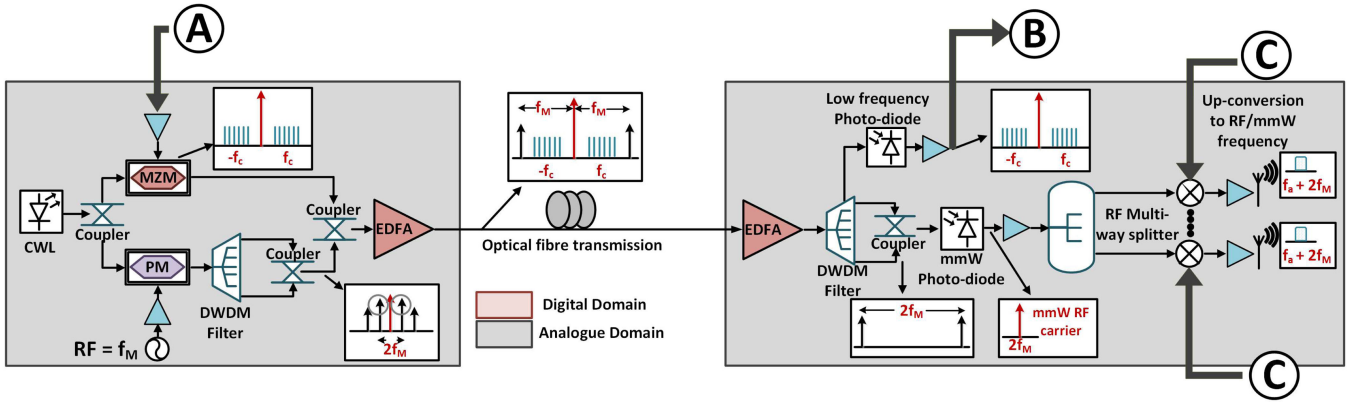 A
MZM
-fc
fc
CWL
Coupler
PM
DWDM
Filter
RF = fM
Coupler
2fM
Coupler
EDFA
fM
fM
-fc
fc
Optical fibre transmission
Digital Domain
Analogue Domain
B
Low frequency
Photo-diode
-fc
fc
EDFA
DWDM
Filter
Coupler
2fM
mmW
Photo-diode
mmW RF
carrier
2fM
RF Multi-
way splitter
C
Up-conversion
to RF/mmW
frequency
fa + 2fM
fa + 2fM
C